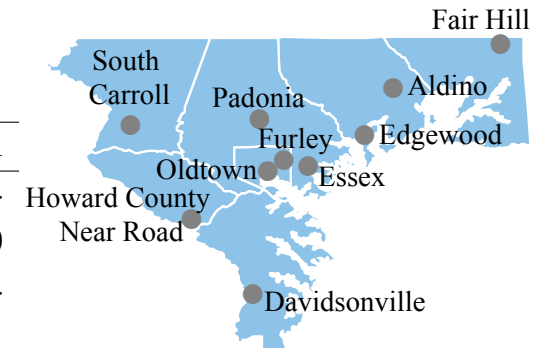 Fair Hill
South
Carroll
Aldino
Padonia
Furley
Edgewood
Oldtown
Essex
Howard County
Near Road
Davidsonville